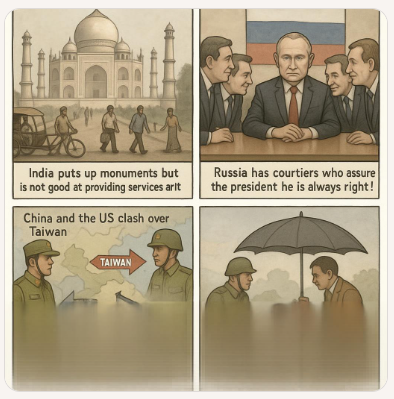 India puts up monuments but
is not good at providing services
Russia has courtiers who assure
the president he is always right!
China and the US clash over
Taiwan
TAIWAN